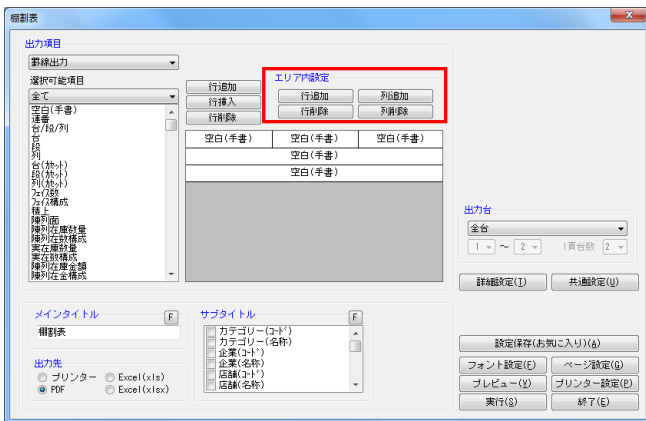 棚割表
出力項目
罫線出力
選択可能項目
全て
空白(手書)
連番
台/段/列
台
段
列
台(ｶｾｯﾄ)
段(ｶｾｯﾄ)
列(ｶｾｯﾄ)
ﾌｪｲｽ数
ﾌｪｲｽ構成
積上
陳列面
陳列在庫数量
陳列在数構成
実在庫数量
実在数構成
陳列在庫金額
陳列在金構成
行追加
行挿入
行削除
エリア内設定
行追加 列追加
行削除 列削除
空白(手書) 空白(手書) 空白(手書)
空白(手書)
空白(手書)
出力台
全台
1 ～ 2 1頁台数 2
詳細設定(T) 共通設定(U)
メインタイトル F
棚割表
出力先
プリンター Excel(xls)
PDF Excel(xlsx)
サブタイトル F
カテゴリー(ｺｰﾄﾞ)
カテゴリー(名称)
企業(ｺｰﾄﾞ)
企業(名称)
店舗(ｺｰﾄﾞ)
店舗(名称)
設定保存(お気に入り)(A)
フォント設定(F) ページ設定(G)
プレビュー(V) プリンター設定(P)
実行(S) 終了(E)